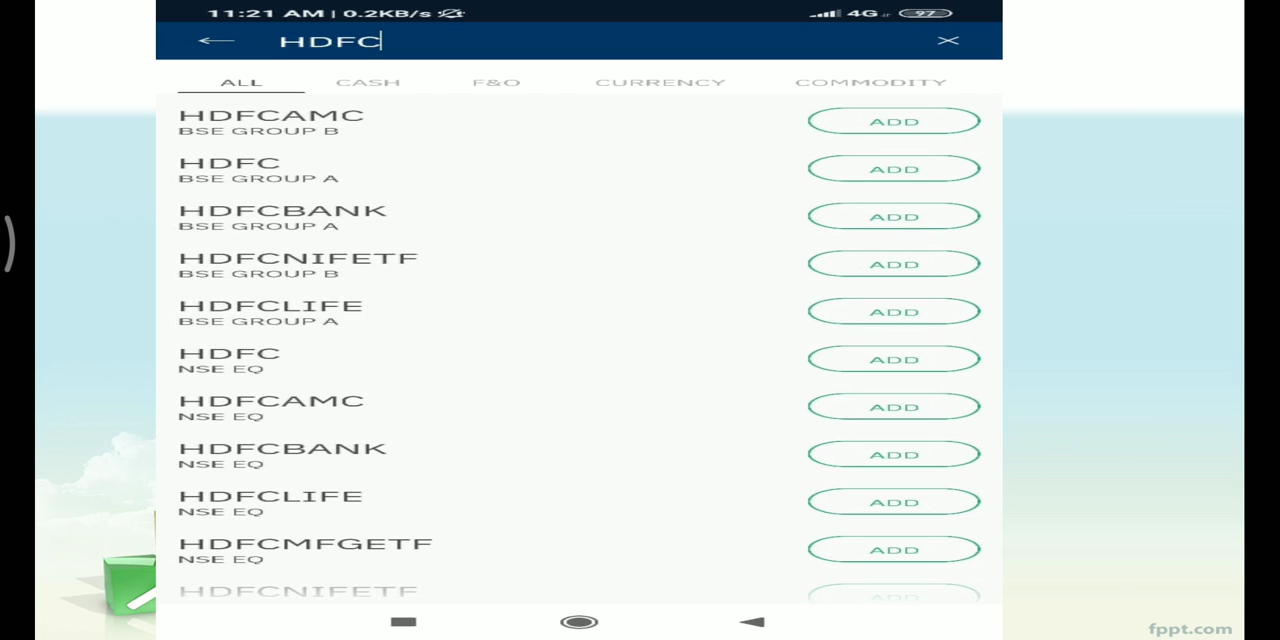 11:21 AM | 0.2KB/s 4G 97
HDFC
ALL CASH F&O CURRENCY COMMODITY
HDFCAMC ADD
BSE GROUP B
HDFC ADD
BSE GROUP A
HDFCBANK ADD
BSE GROUP A
HDFCNIFETF ADD
BSE GROUP B
HDFCLIFE ADD
BSE GROUP A
HDFC ADD
NSE EQ
HDFCAMC ADD
NSE EQ
HDFCBANK ADD
NSE EQ
HDFCLIFE ADD
NSE EQ
HDFCMFGETF ADD
NSE EQ
HDFCNIFETF ADD
fppt.com